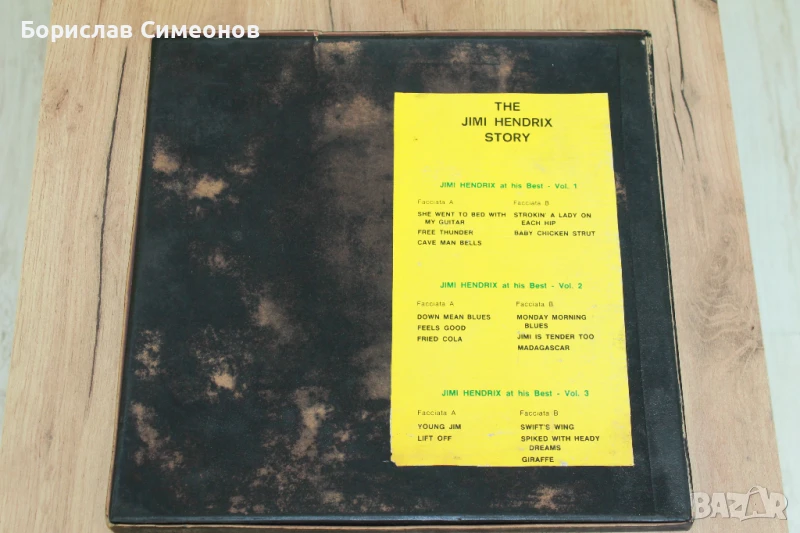 Борислав Симеонов
THE
JIMI HENDRIX
STORY
JIMI HENDRIX at his Best - Vol. 1
Facciata A
SHE WENT TO BED WITH
MY GUITAR
FREE THUNDER
CAVE MAN BELLS
Facciata B
STROKIN' A LADY ON
EACH HIP
BABY CHICKEN STRUT
JIMI HENDRIX at his Best - Vol. 2
Facciata A
DOWN MEAN BLUES
FEELS GOOD
FRIED COLA
Facciata B
MONDAY MORNING
BLUES
JIMI IS TENDER TOO
MADAGASCAR
JIMI HENDRIX at his Best - Vol. 3
Facciata A
YOUNG JIM
LIFT OFF
Facciata B
SWIFT'S WING
SPIKED WITH HEADY
DREAMS
GIRAFFE
BAZAR